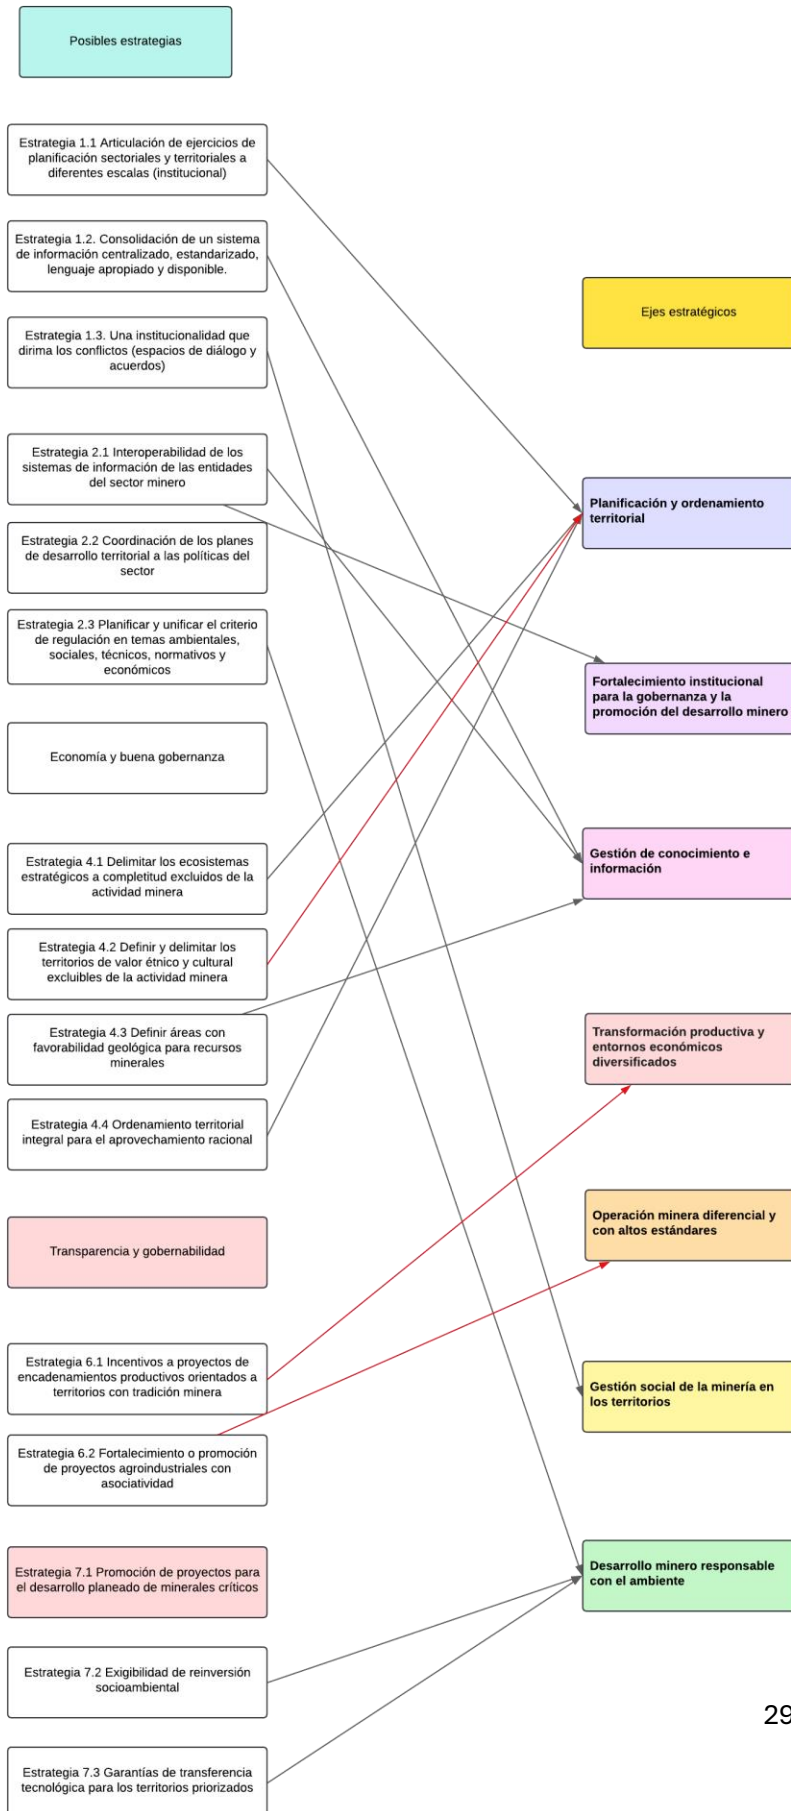 Posibles estrategias
Estrategia 1.1 Articulación de ejercicios de
planificación sectoriales y territoriales a
diferentes escalas (institucional)
Estrategia 1.2. Consolidación de un sistema
de información centralizado, estandarizado,
lenguaje apropiado y disponible.
Estrategia 1.3. Una institucionalidad que
dirima los conflictos (espacios de diálogo y
acuerdos)
Estrategia 2.1 Interoperabilidad de los
sistemas de información de las entidades
del sector minero
Estrategia 2.2 Coordinación de los planes
de desarrollo territorial a las políticas del
sector
Estrategia 2.3 Planificar y unificar el criterio
de regulación en temas ambientales,
sociales, técnicos, normativos y
económicos
Economía y buena gobernanza
Estrategia 4.1 Delimitar los ecosistemas
estratégicos a completitud excluidos de la
actividad minera
Estrategia 4.2 Definir y delimitar los
territorios de valor étnico y cultural
excluibles de la actividad minera
Estrategia 4.3 Definir áreas con
favorabilidad geológica para recursos
minerales
Estrategia 4.4 Ordenamiento territorial
integral para el aprovechamiento racional
Transparencia y gobernabilidad
Estrategia 6.1 Incentivos a proyectos de
encadenamientos productivos orientados a
territorios con tradición minera
Estrategia 6.2 Fortalecimiento o promoción
de proyectos agroindustriales con
asociatividad
Estrategia 7.1 Promoción de proyectos para
el desarrollo planeado de minerales críticos
Estrategia 7.2 Exigibilidad de reinversión
socioambiental
Estrategia 7.3 Garantías de transferencia
tecnológica para los territorios priorizados
Ejes estratégicos
Planificación y ordenamiento
territorial
Fortalecimiento institucional
para la gobernanza y la
promoción del desarrollo minero
Gestión de conocimiento e
información
Transformación productiva y
entornos económicos
diversificados
Operación minera diferencial y
con altos estándares
Gestión social de la minería en
los territorios
Desarrollo minero responsable
con el ambiente
29